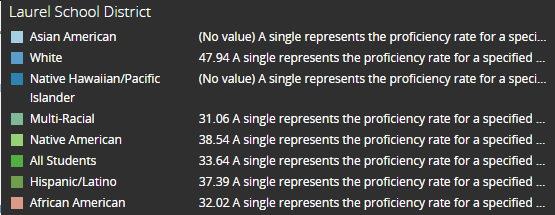 Laurel School District
Asian American (No value) A single represents the proficiency rate for a speci...
White 47.94 A single represents the proficiency rate for a specified ...
Native Hawaiian/Pacific (No value) A single represents the proficiency rate for a speci...
Islander
Multi-Racial 31.06 A single represents the proficiency rate for a specified ...
Native American 38.54 A single represents the proficiency rate for a specified ...
All Students 33.64 A single represents the proficiency rate for a specified ...
Hispanic/Latino 37.39 A single represents the proficiency rate for a specified ...
African American 32.02 A single represents the proficiency rate for a specified ...